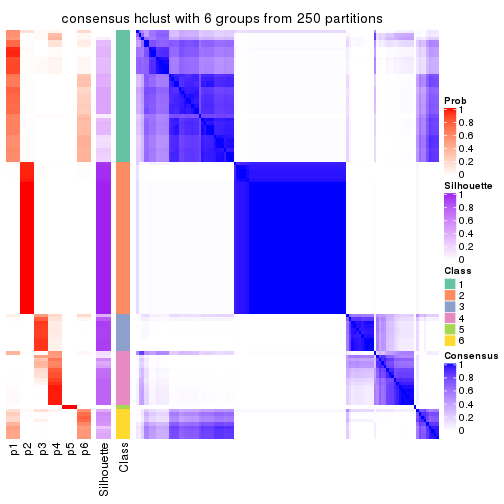 consensus hclust with 6 groups from 250 partitions
Prob
1
0.8
0.6
0.4
0.2
0
Silhouette
1
0.8
0.6
0.4
0.2
0
Class
1
2
3
4
5
6
Consensus
1
0.8
0.6
0.4
0.2
0
p1
p2
p3
p4
p5
p6
Silhouette
Class